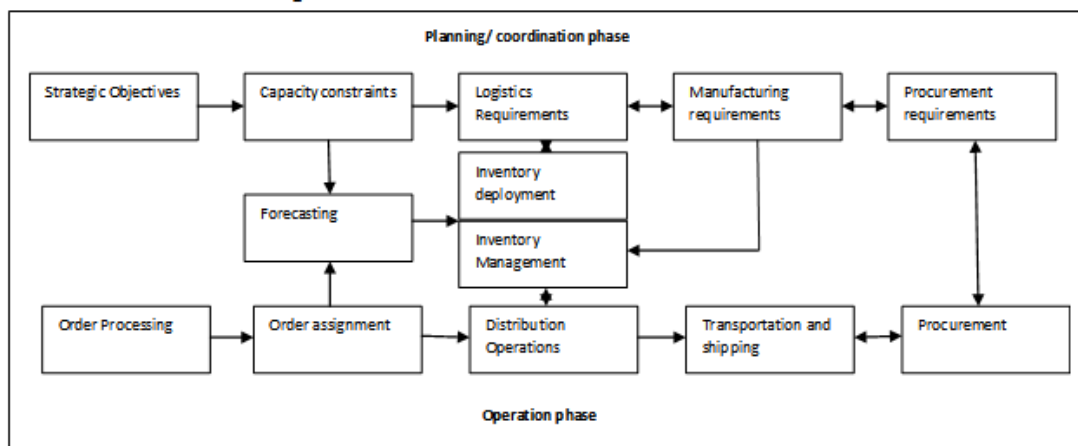 Planning/ coordination phase
Strategic Objectives
Capacity constraints
Logistics
Requirements
Manufacturing
requirements
Procurement
requirements
Inventory
deployment
Forecasting
Inventory
Management
Order Processing
Order assignment
Distribution
Operations
Transportation and
shipping
Procurement
Operation phase